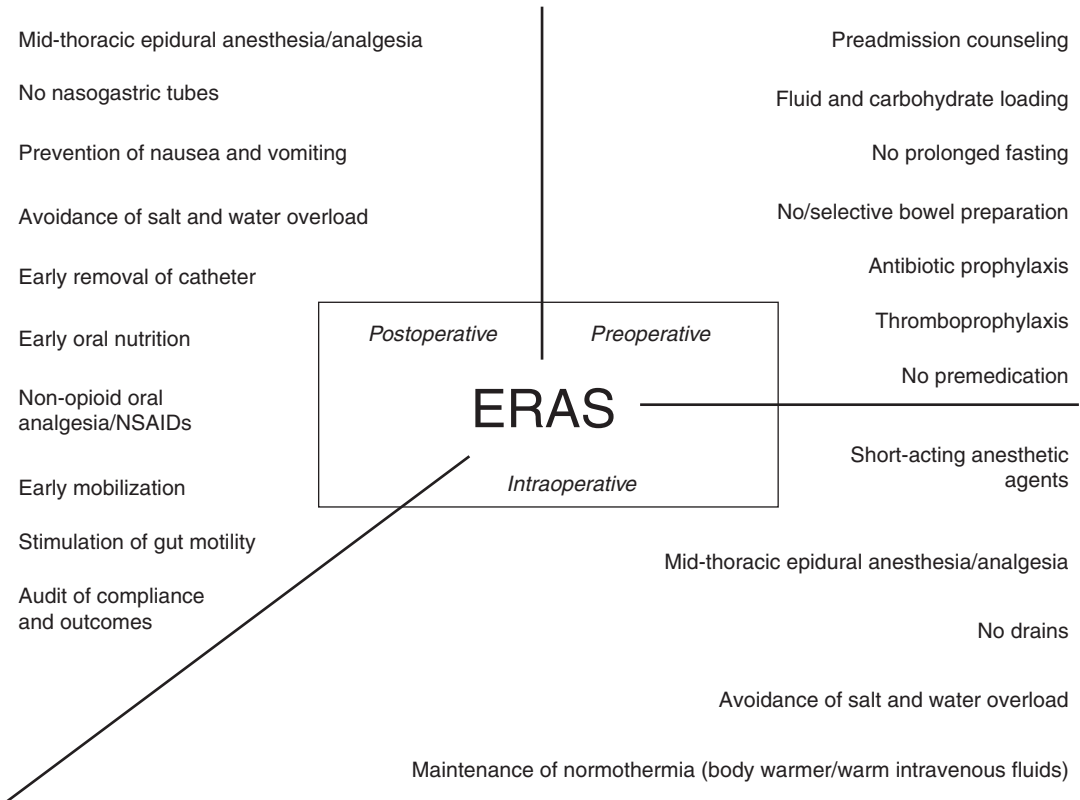 Mid-thoracic epidural anesthesia/analgesia
No nasogastric tubes
Prevention of nausea and vomiting
Avoidance of salt and water overload
Early removal of catheter
Early oral nutrition
Non-opioid oral
analgesia/NSAIDs
Early mobilization
Stimulation of gut motility
Audit of compliance
and outcomes
Preadmission counseling
Fluid and carbohydrate loading
No prolonged fasting
No/selective bowel preparation
Antibiotic prophylaxis
Thromboprophylaxis
No premedication
Postoperative
Preoperative
ERAS
Intraoperative
Short-acting anesthetic
agents
Mid-thoracic epidural anesthesia/analgesia
No drains
Avoidance of salt and water overload
Maintenance of normothermia (body warmer/warm intravenous fluids)